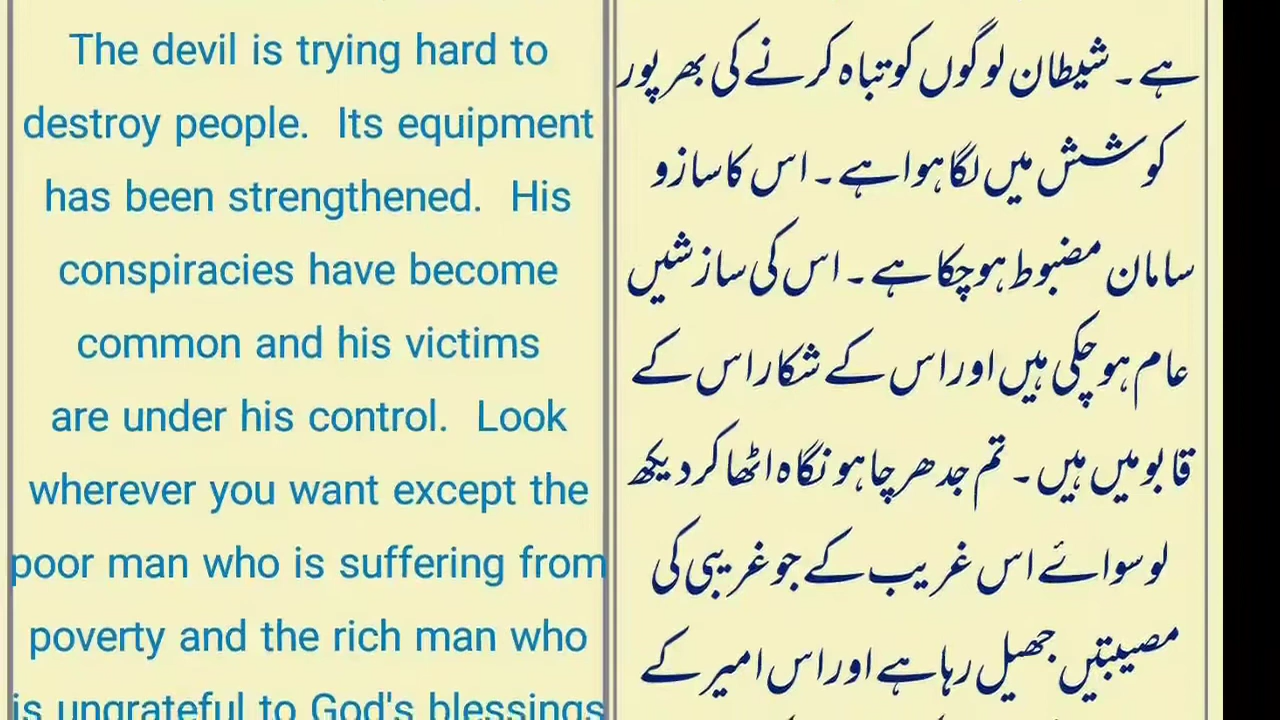 The devil is trying hard to
destroy people. Its equipment
has been strengthened. His
conspiracies have become
common and his victims
are under his control. Look
wherever you want except the
poor man who is suffering from
poverty and the rich man who
is ungrateful to God's blessings
ہے۔ شیطان لوگوں کو تباہ کرنے کی بھر پور
کوشش میں لگا ہوا ہے۔ اس کا سازو
سامان مضبوط ہو چکا ہے۔ اس کی سازشیں
عام ہو چکی ہیں اور اس کے شکار اس کے
قابو میں ہیں۔ تم جدھر چاہو نگاہ اٹھا کر دیکھ
لو سوائے اس غریب کے جو غریبی کی
مصیبتیں جھیل رہا ہے اور اس امیر کے